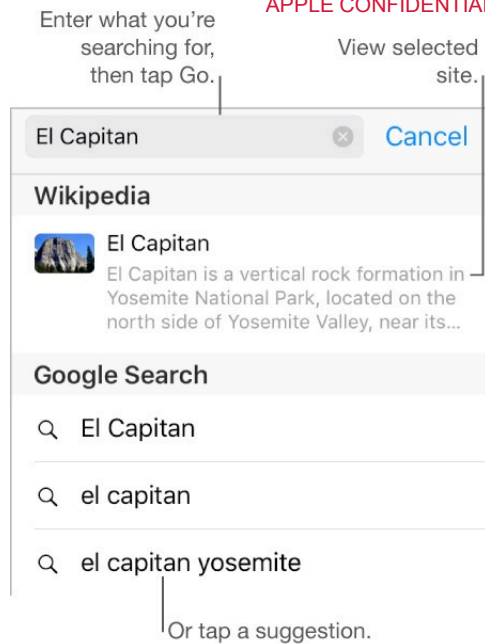 APPLE CONFIDENTIAL
Enter what you're
searching for,
then tap Go.
View selected
site.
El Capitan
Cancel
Wikipedia
El Capitan
El Capitan is a vertical rock formation in
Yosemite National Park, located on the
north side of Yosemite Valley, near its...
Google Search
El Capitan
el capitan
el capitan yosemite
Or tap a suggestion.